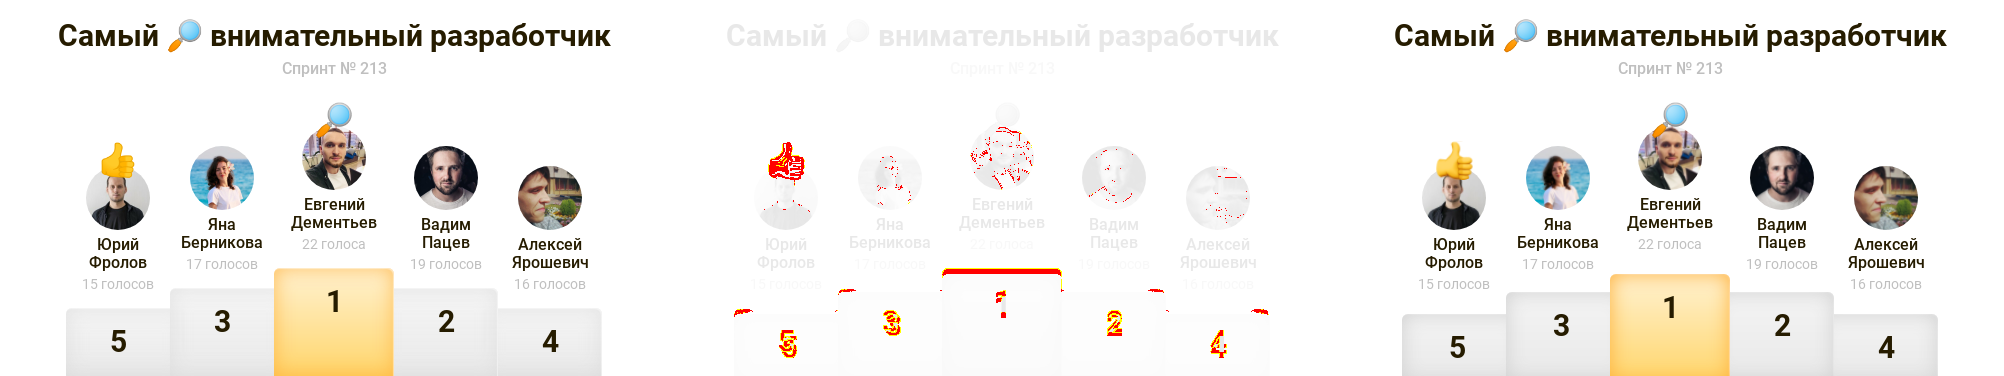 Самый 🔎 внимательный разработчик
Спринт № 213
Евгений
Дементьев
22 голоса
Яна
Берникова
17 голосов
Вадим
Пацев
19 голосов
Юрий
Фролов
15 голосов
Алексей
Ярошевич
16 голосов
1
3
2
5
4
Самый 🔎 внимательный разработчик
Спринт № 213
Евгений
Дементьев
22 голоса
Яна
Берникова
17 голосов
Вадим
Пацев
19 голосов
Юрий
Фролов
15 голосов
Алексей
Ярошевич
16 голосов
1
3
2
5
4
Самый 🔎 внимательный разработчик
Спринт № 213
Евгений
Дементьев
22 голоса
Яна
Берникова
17 голосов
Вадим
Пацев
19 голосов
Юрий
Фролов
15 голосов
Алексей
Ярошевич
16 голосов
1
3
2
5
4